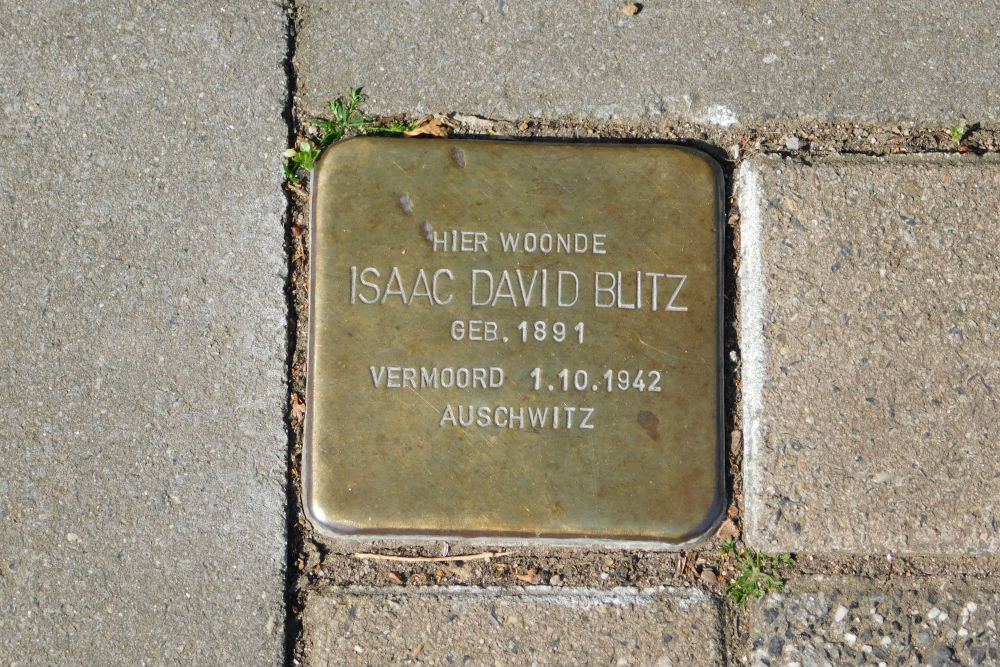 HIER WOONDE
ISAAC DAVID BLITZ
GEB. 1891
VERMOORD 1.10.1942
AUSCHWITZ